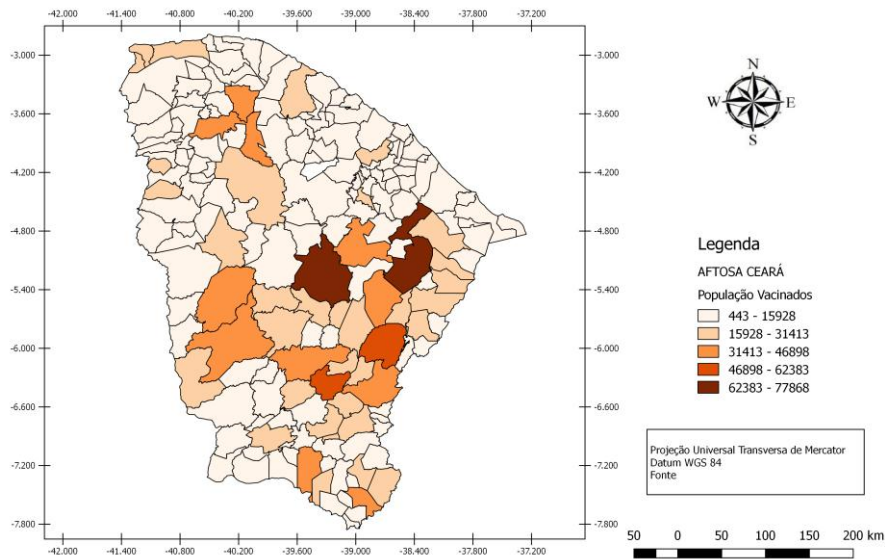 -42.000 -41.400 -40.800 -40.200 -39.600 -39.000 -38.400 -37.800 -37.200
-3.000 -3.000
-3.600 -3.600
-4.200 -4.200
-4.800 -4.800
-5.400 -5.400
-6.000 -6.000
-6.600 -6.600
-7.200 -7.200
-7.800 -7.800
-42.000 -41.400 -40.800 -40.200 -39.600 -39.000 -38.400 -37.800 -37.200
N
W E
S
Legenda
AFTOSA CEARÁ
População Vacinados
443 - 15928
15928 - 31413
31413 - 46898
46898 - 62383
62383 - 77868
Projeção Universal Transversa de Mercator
Datum WGS 84
Fonte
50 0 50 100 150 200 km